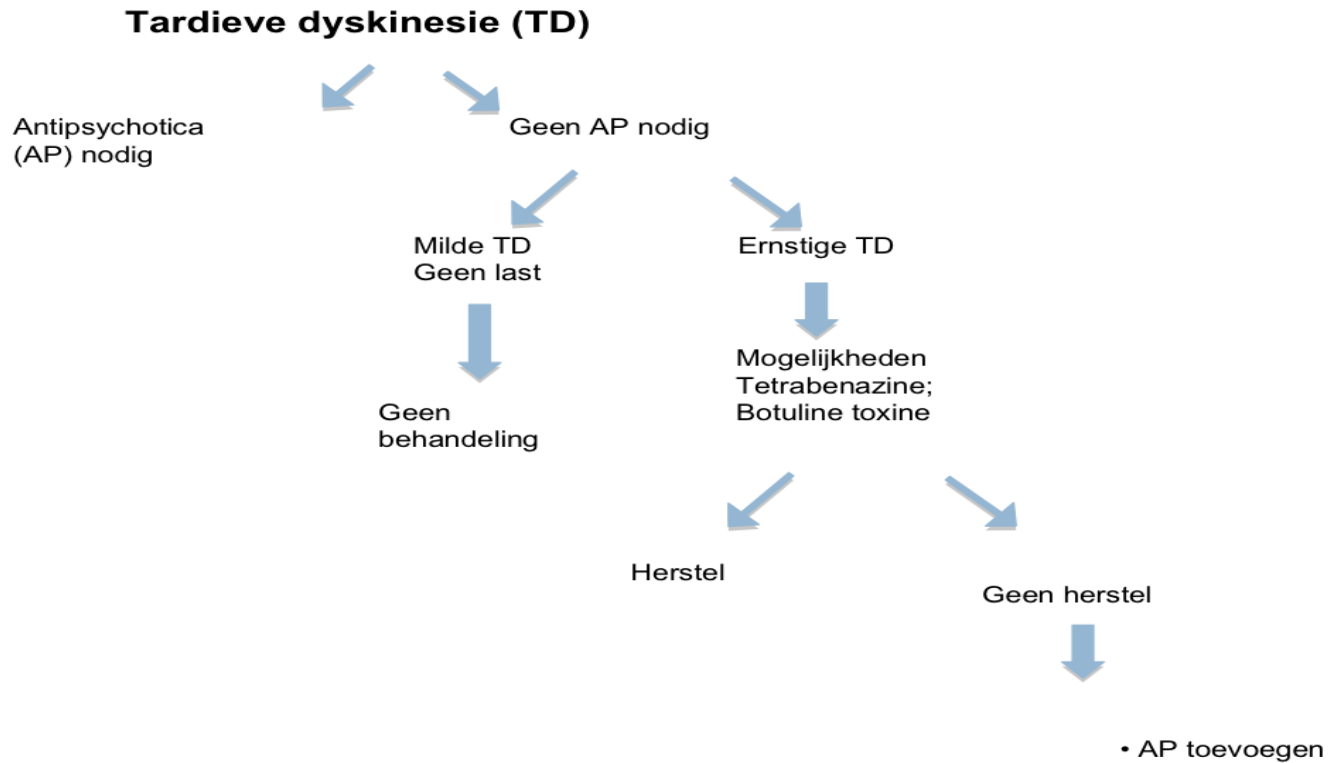 Tardieve dyskinesie (TD)
Antipsychotica
(AP) nodig
Geen AP nodig
Milde TD
Geen last
Ernstige TD
Geen
behandeling
Mogelijkheden
Tetrabenazine;
Botuline toxine
Herstel
Geen herstel
• AP toevoegen